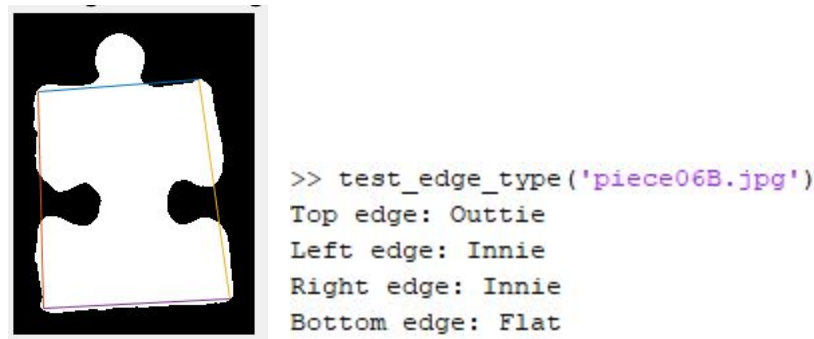 >> test_edge_type('piece06B.jpg')
Top edge: Outtie
Left edge: Innie
Right edge: Innie
Bottom edge: Flat